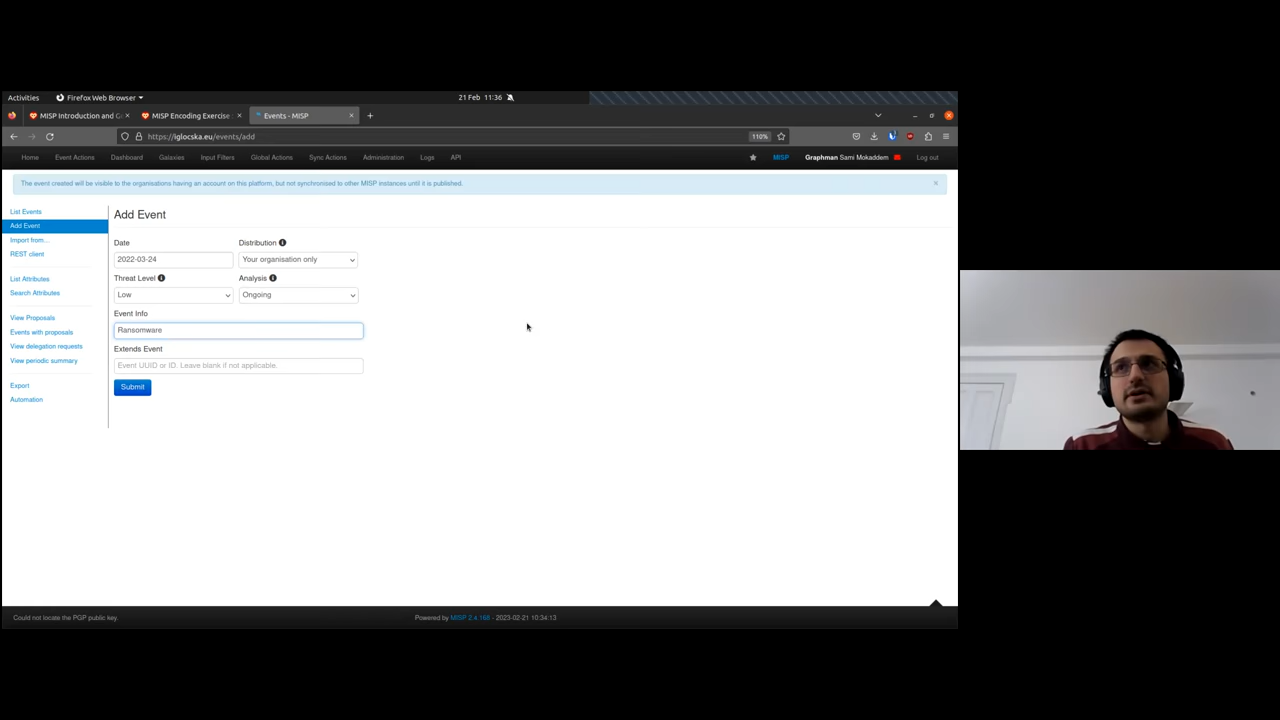 Activities
Firefox Web Browser
21 Feb 11:36
MISP Introduction and G
MISP Encoding Exercise
Events - MISP
https://iglocska.eu/events/add
110%
Home
Event Actions
Dashboard
Galaxies
Input Filters
Global Actions
Sync Actions
Administration
Logs
API
MISP
Graphman Sami Mokaddem
Log out
The event created will be visible to the organisations having an account on this platform, but not synchronised to other MISP instances until it is published.
List Events
Add Event
Import from...
REST client
List Attributes
Search Attributes
View Proposals
Events with proposals
View delegation requests
View periodic summary
Export
Automation
Add Event
Date
Distribution
2022-03-24
Your organisation only
Threat Level
Analysis
Low
Ongoing
Event Info
Ransomware
Extends Event
Event UUID or ID. Leave blank if not applicable.
Submit
Could not locate the PGP public key.
Powered by MISP 2.4.168 - 2023-02-21 10:34:13